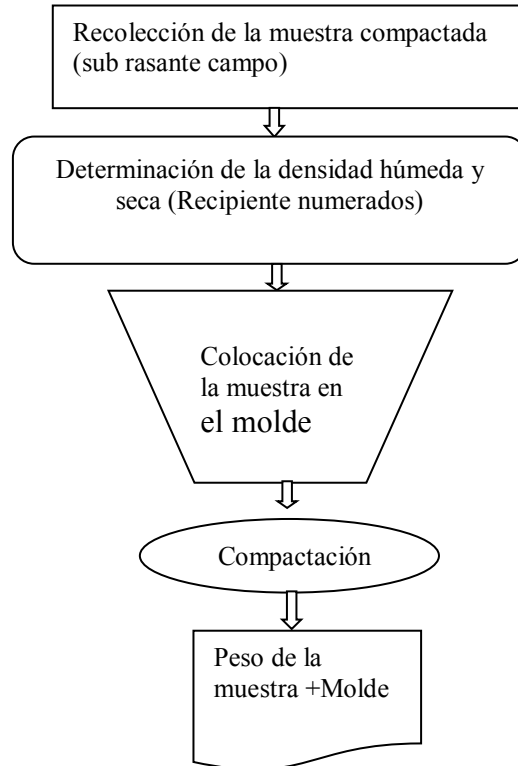 Recolección de la muestra compactada
(sub rasante campo)
Determinación de la densidad húmeda y
seca (Recipiente numerados)
Colocación de
la muestra en
el molde
Compactación
Peso de la
muestra +Molde